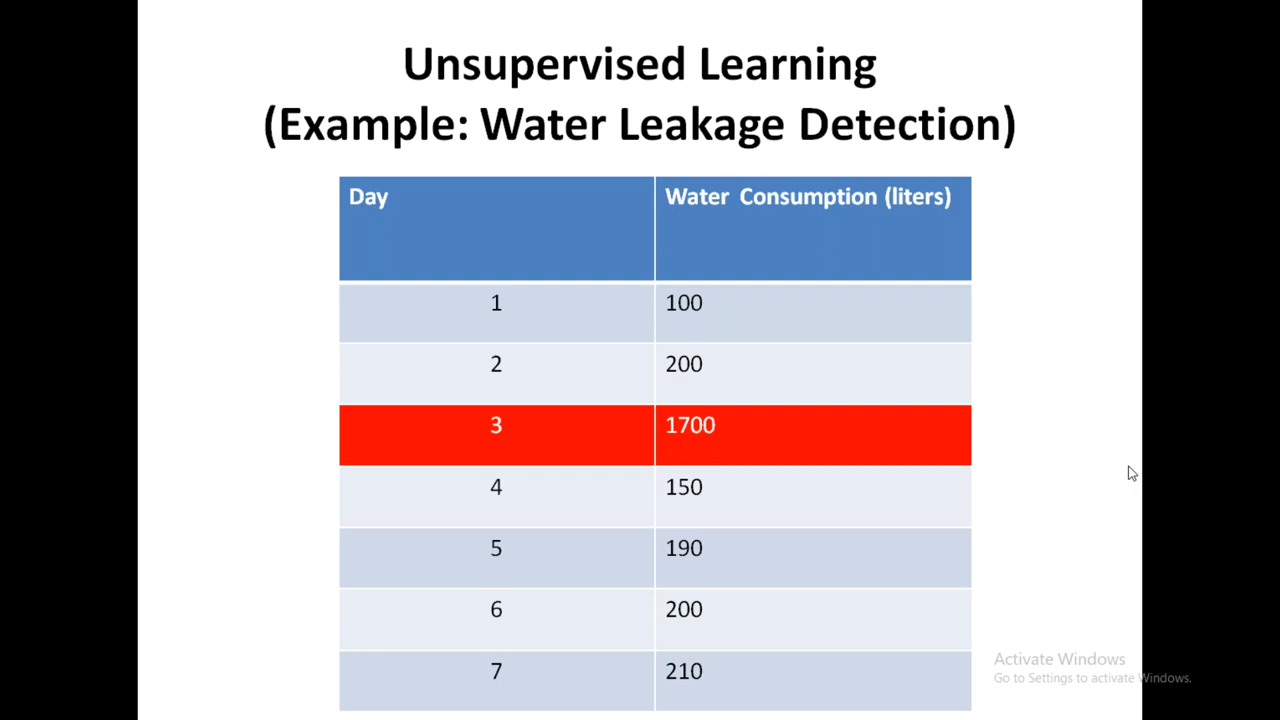 Unsupervised Learning
(Example: Water Leakage Detection)
Day Water Consumption (liters)
1 100
2 200
3 1700
4 150
5 190
6 200
7 210
Activate Windows
Go to Settings to activate Windows.